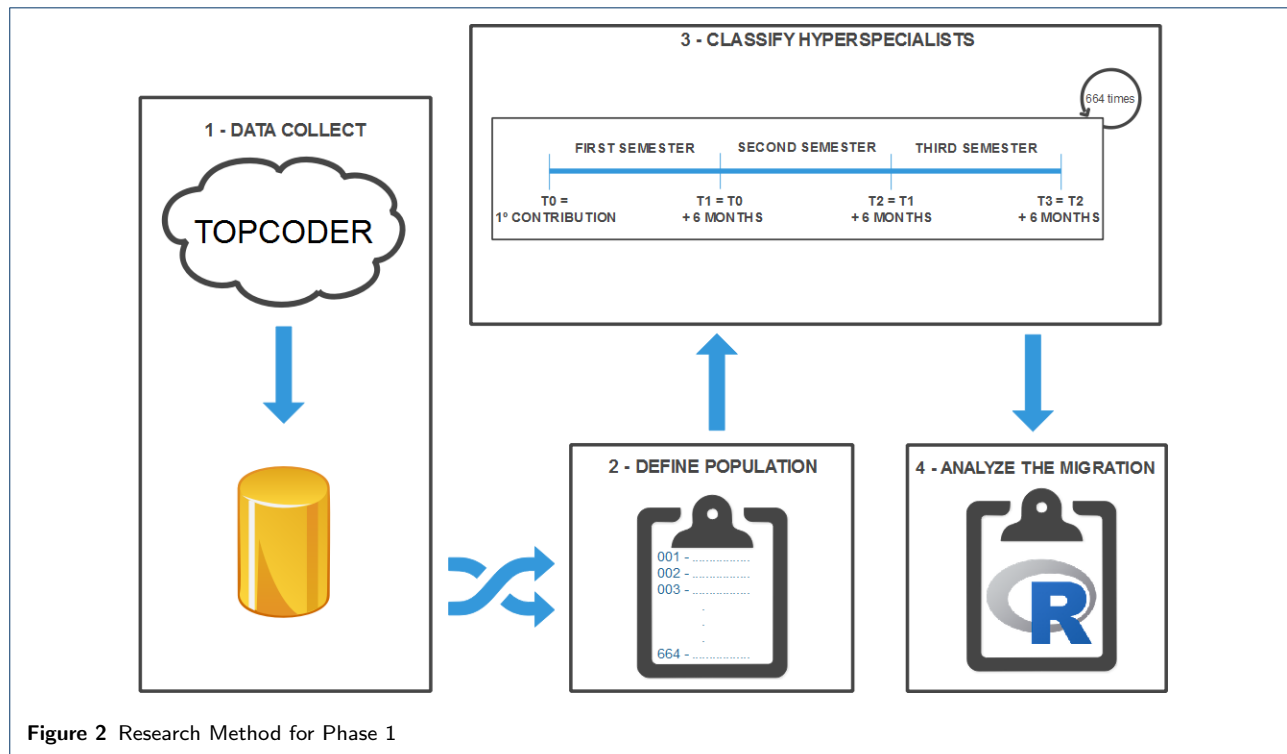 1 - DATA COLLECT
TOPCODER
2 - DEFINE POPULATION
001 - ..................
002 - ..................
003 - ..................
.
.
.
664 - ..................
3 - CLASSIFY HYPERSPECIALISTS
664 times
FIRST SEMESTER SECOND SEMESTER THIRD SEMESTER
T0 = T1 = T0 T2 = T1 T3 = T2
1º CONTRIBUTION + 6 MONTHS + 6 MONTHS + 6 MONTHS
4 - ANALYZE THE MIGRATION
R
Figure 2 Research Method for Phase 1